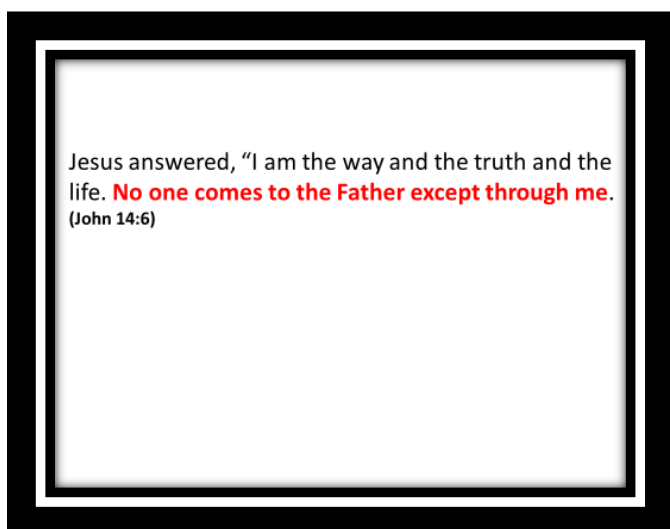 Jesus answered, “I am the way and the truth and the
life. No one comes to the Father except through me.
(John 14:6)